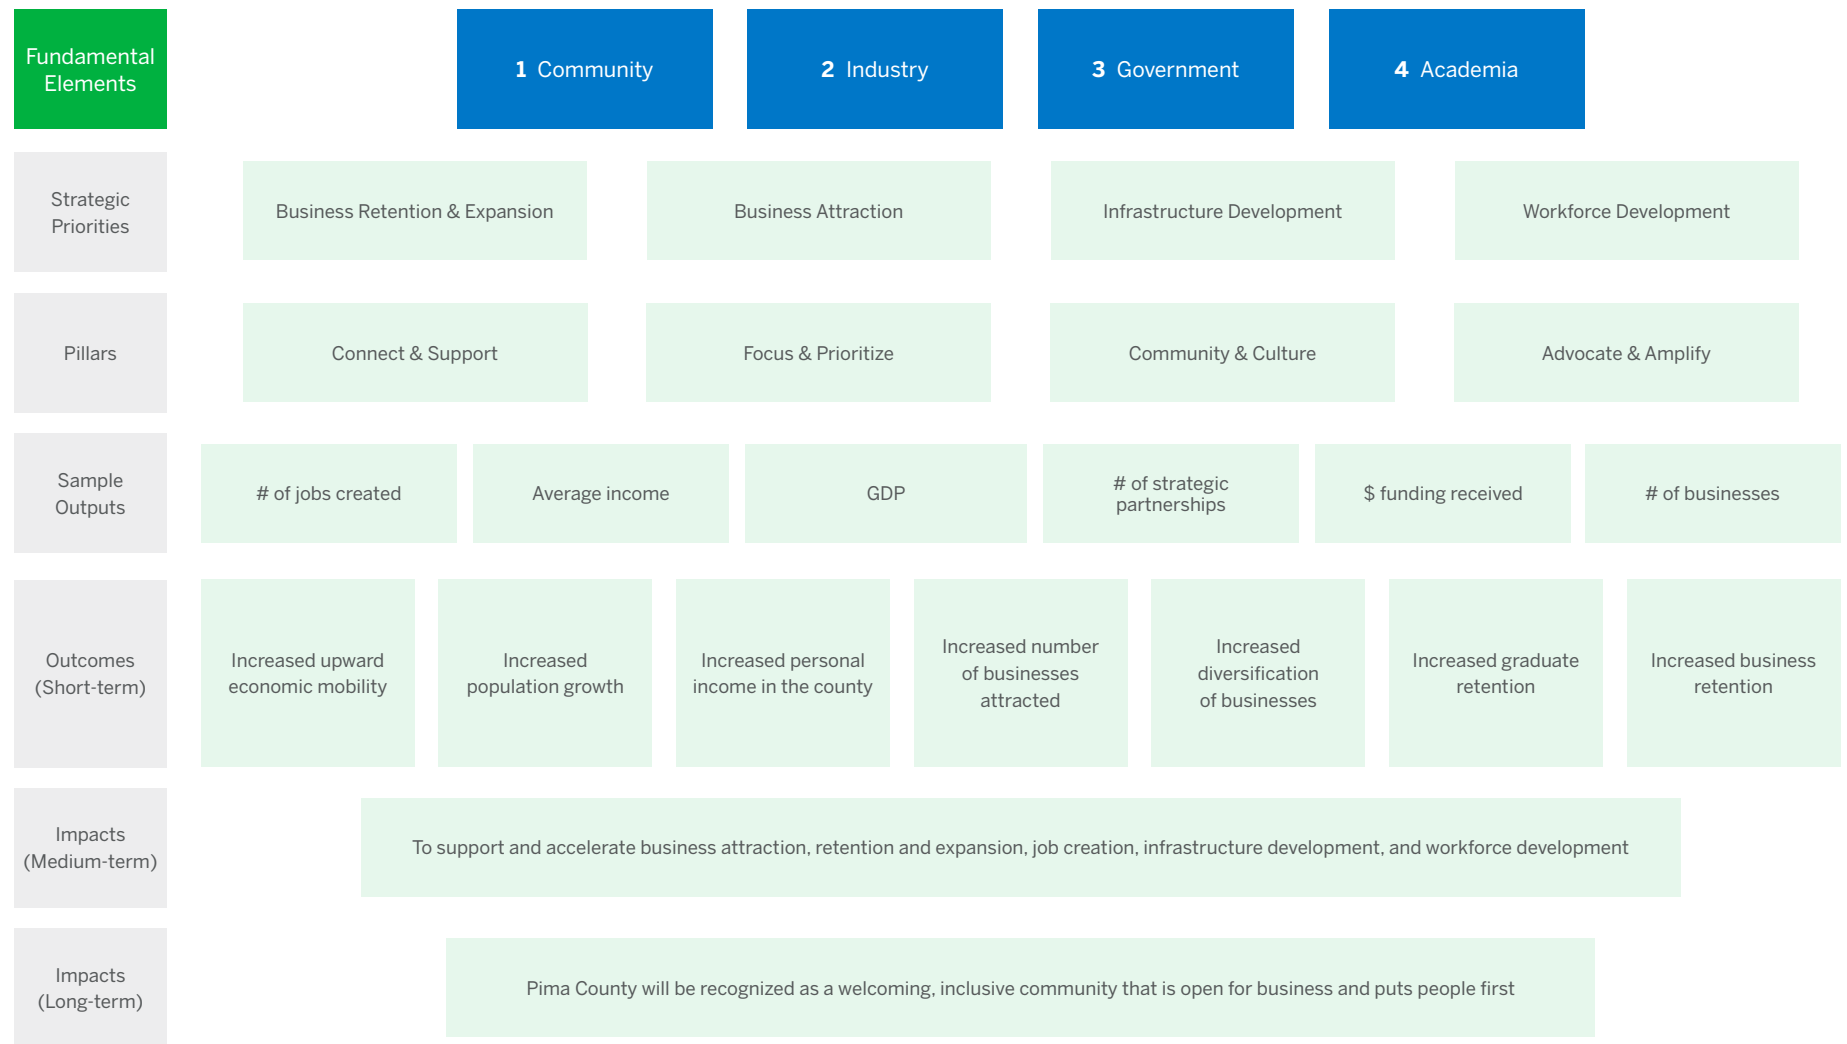 Fundamental
Elements
1 Community
2 Industry
3 Government
4 Academia
Strategic
Priorities
Business Retention & Expansion
Business Attraction
Infrastructure Development
Workforce Development
Pillars
Connect & Support
Focus & Prioritize
Community & Culture
Advocate & Amplify
Sample
Outputs
# of jobs created
Average income
GDP
# of strategic
partnerships
$ funding received
# of businesses
Outcomes
(Short-term)
Increased upward
economic mobility
Increased
population growth
Increased personal
income in the county
Increased number
of businesses
attracted
Increased
diversification
of businesses
Increased graduate
retention
Increased business
retention
Impacts
(Medium-term)
To support and accelerate business attraction, retention and expansion, job creation, infrastructure development, and workforce development
Impacts
(Long-term)
Pima County will be recognized as a welcoming, inclusive community that is open for business and puts people first